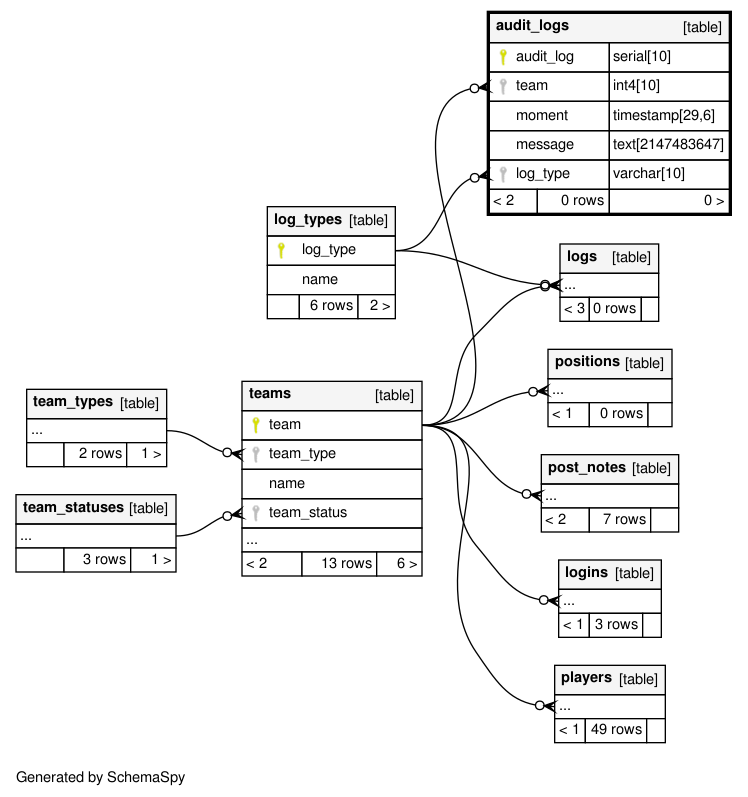 audit_logs [table]
audit_log serial[10]
team int4[10]
moment timestamp[29,6]
message text[2147483647]
log_type varchar[10]
< 2 0 rows 0 >
log_types [table]
log_type
name
6 rows 2 >
logs [table]
...
< 3 0 rows
positions [table]
...
< 1 0 rows
team_types [table]
...
2 rows 1 >
teams [table]
team
team_type
name
team_status
...
< 2 13 rows 6 >
post_notes [table]
...
< 2 7 rows
team_statuses [table]
...
3 rows 1 >
logins [table]
...
< 1 3 rows
players [table]
...
< 1 49 rows
Generated by SchemaSpy